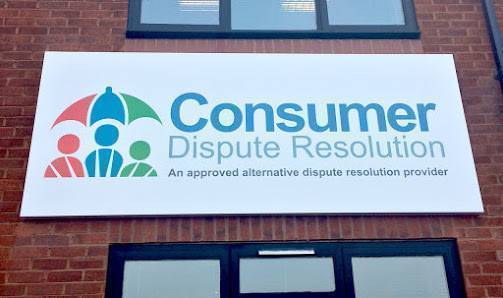 Consumer
Dispute Resolution
An approved alternative dispute resolution provider